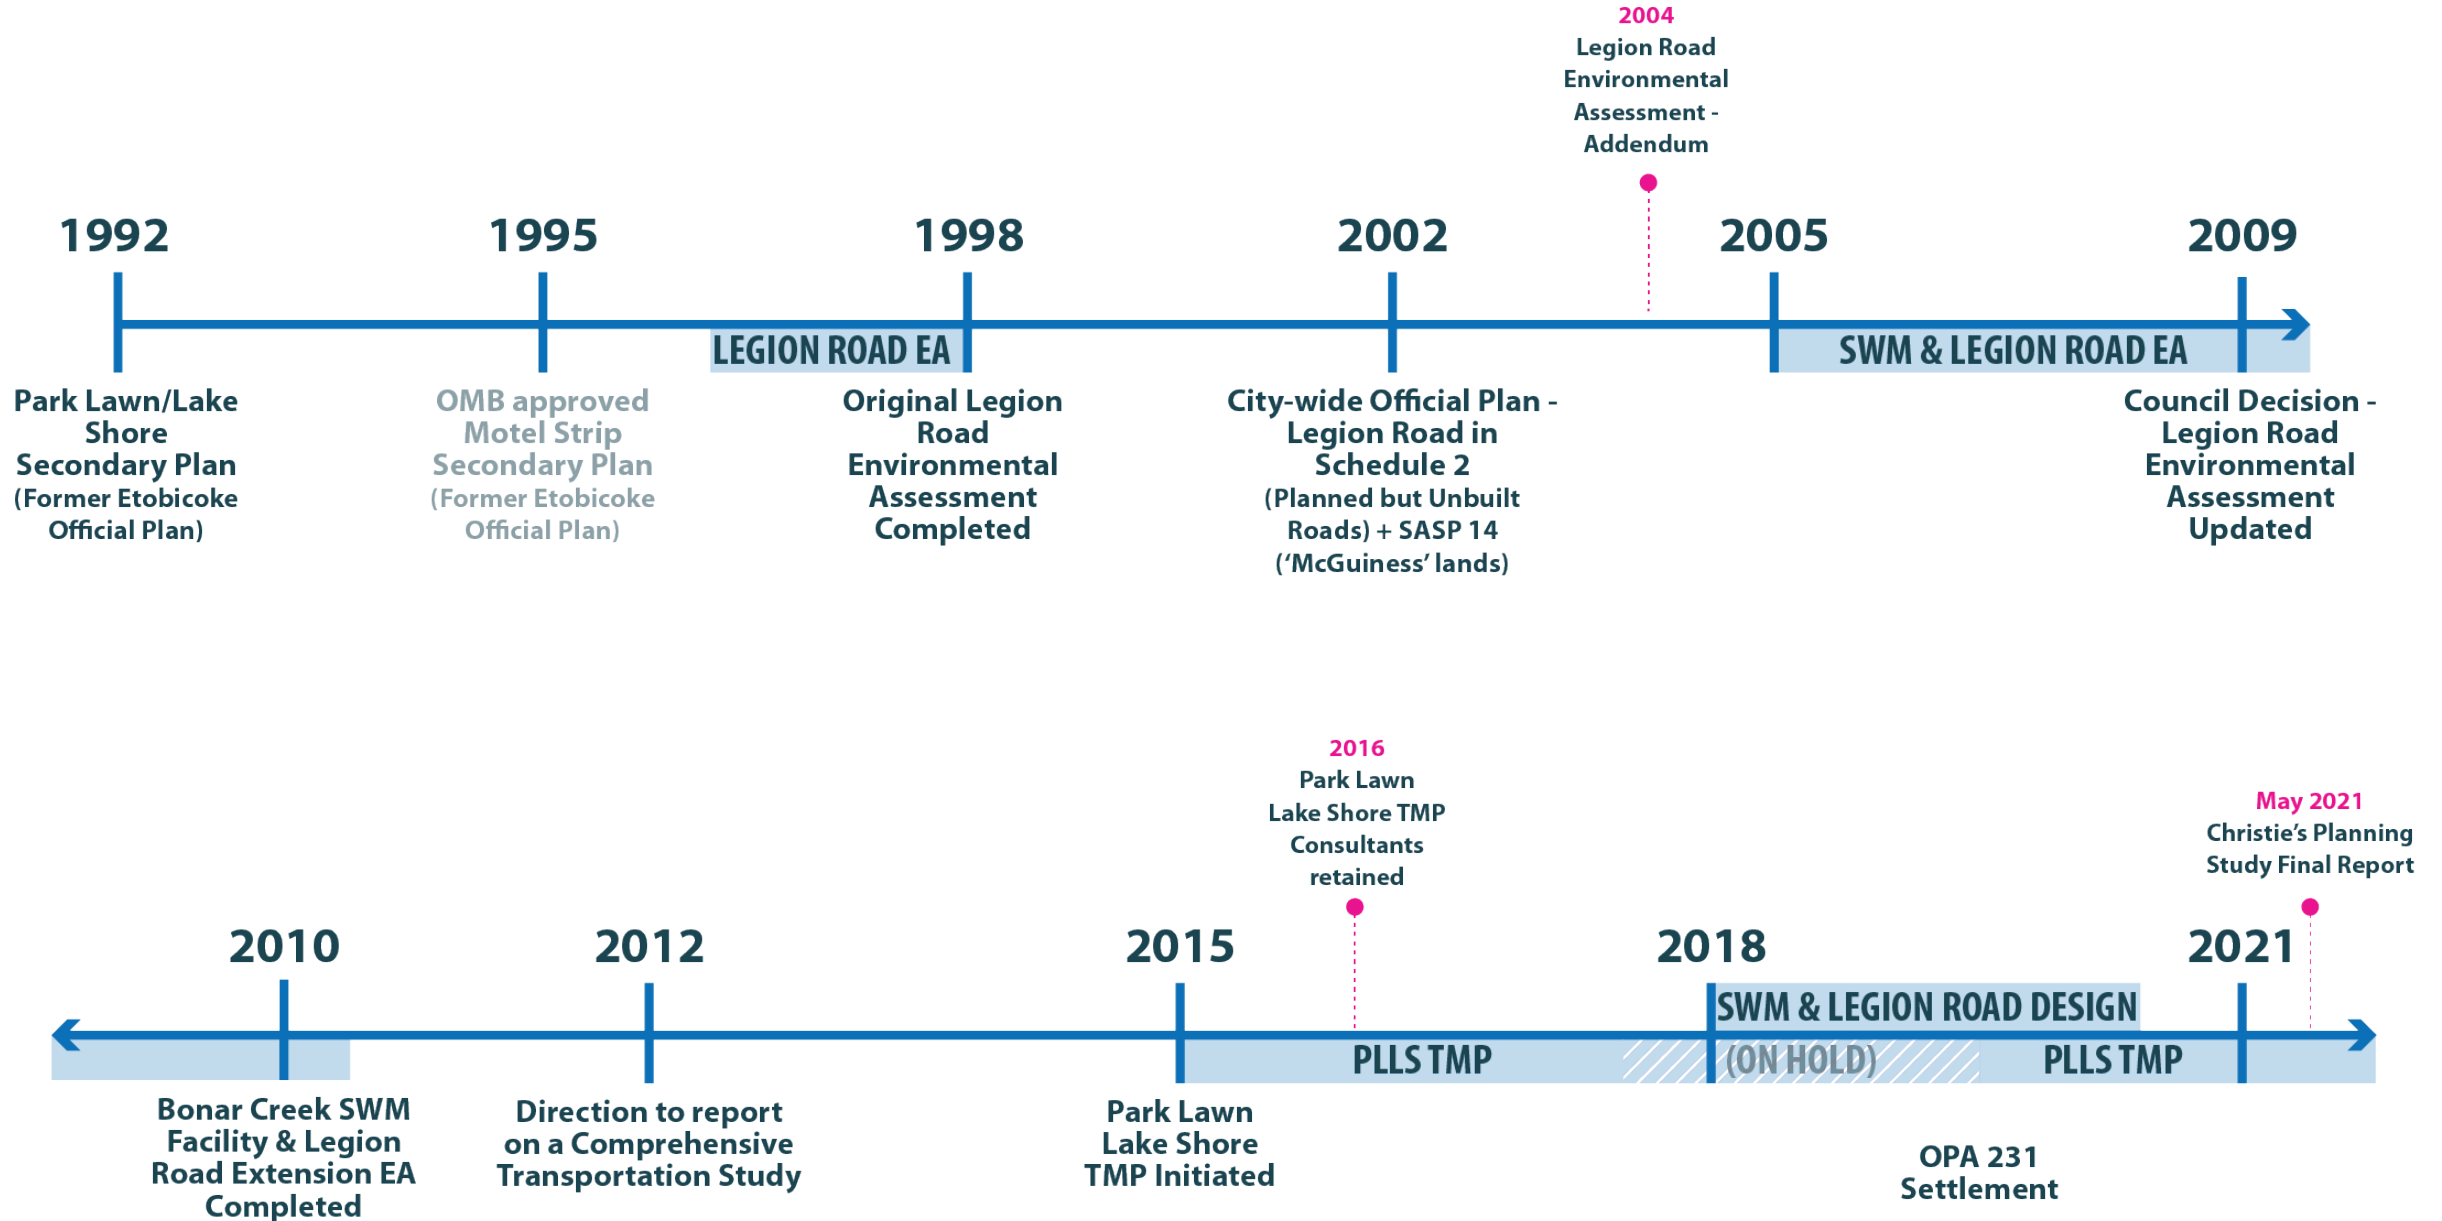 2004
Legion Road
Environmental
Assessment -
Addendum
1992
1995
1998
2002
2005
2009
LEGION ROAD EA
SWM & LEGION ROAD EA
Park Lawn/Lake
Shore
Secondary Plan
(Former Etobicoke
Official Plan)
OMB approved
Motel Strip
Secondary Plan
(Former Etobicoke
Official Plan)
Original Legion
Road
Environmental
Assessment
Completed
City-wide Official Plan -
Legion Road in
Schedule 2
(Planned but Unbuilt
Roads) + SASP 14
(‘McGuiness’ lands)
Council Decision -
Legion Road
Environmental
Assessment
Updated
2016
Park Lawn
Lake Shore TMP
Consultants
retained
May 2021
Christie’s Planning
Study Final Report
2010
2012
2015
2018
2021
SWM & LEGION ROAD DESIGN
PLLS TMP
(ON HOLD)
PLLS TMP
Bonar Creek SWM
Facility & Legion
Road Extension EA
Completed
Direction to report
on a Comprehensive
Transportation Study
Park Lawn
Lake Shore
TMP Initiated
OPA 231
Settlement